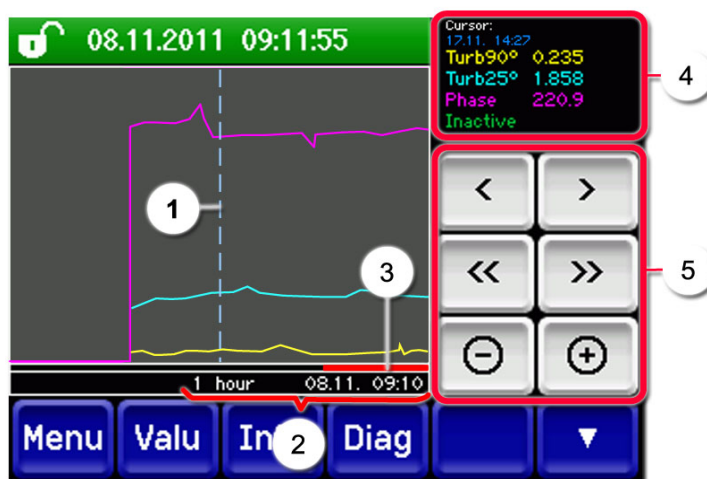 08.11.2011 09:11:55
Cursor:
17.11. 14:27
Turb90° 0.235
Turb25° 1.858
Phase 220.9
Inactive
4
1
3
< >
<< >>
5
1 hour 08.11. 09:10
Menu Valu In Diag ▼
2